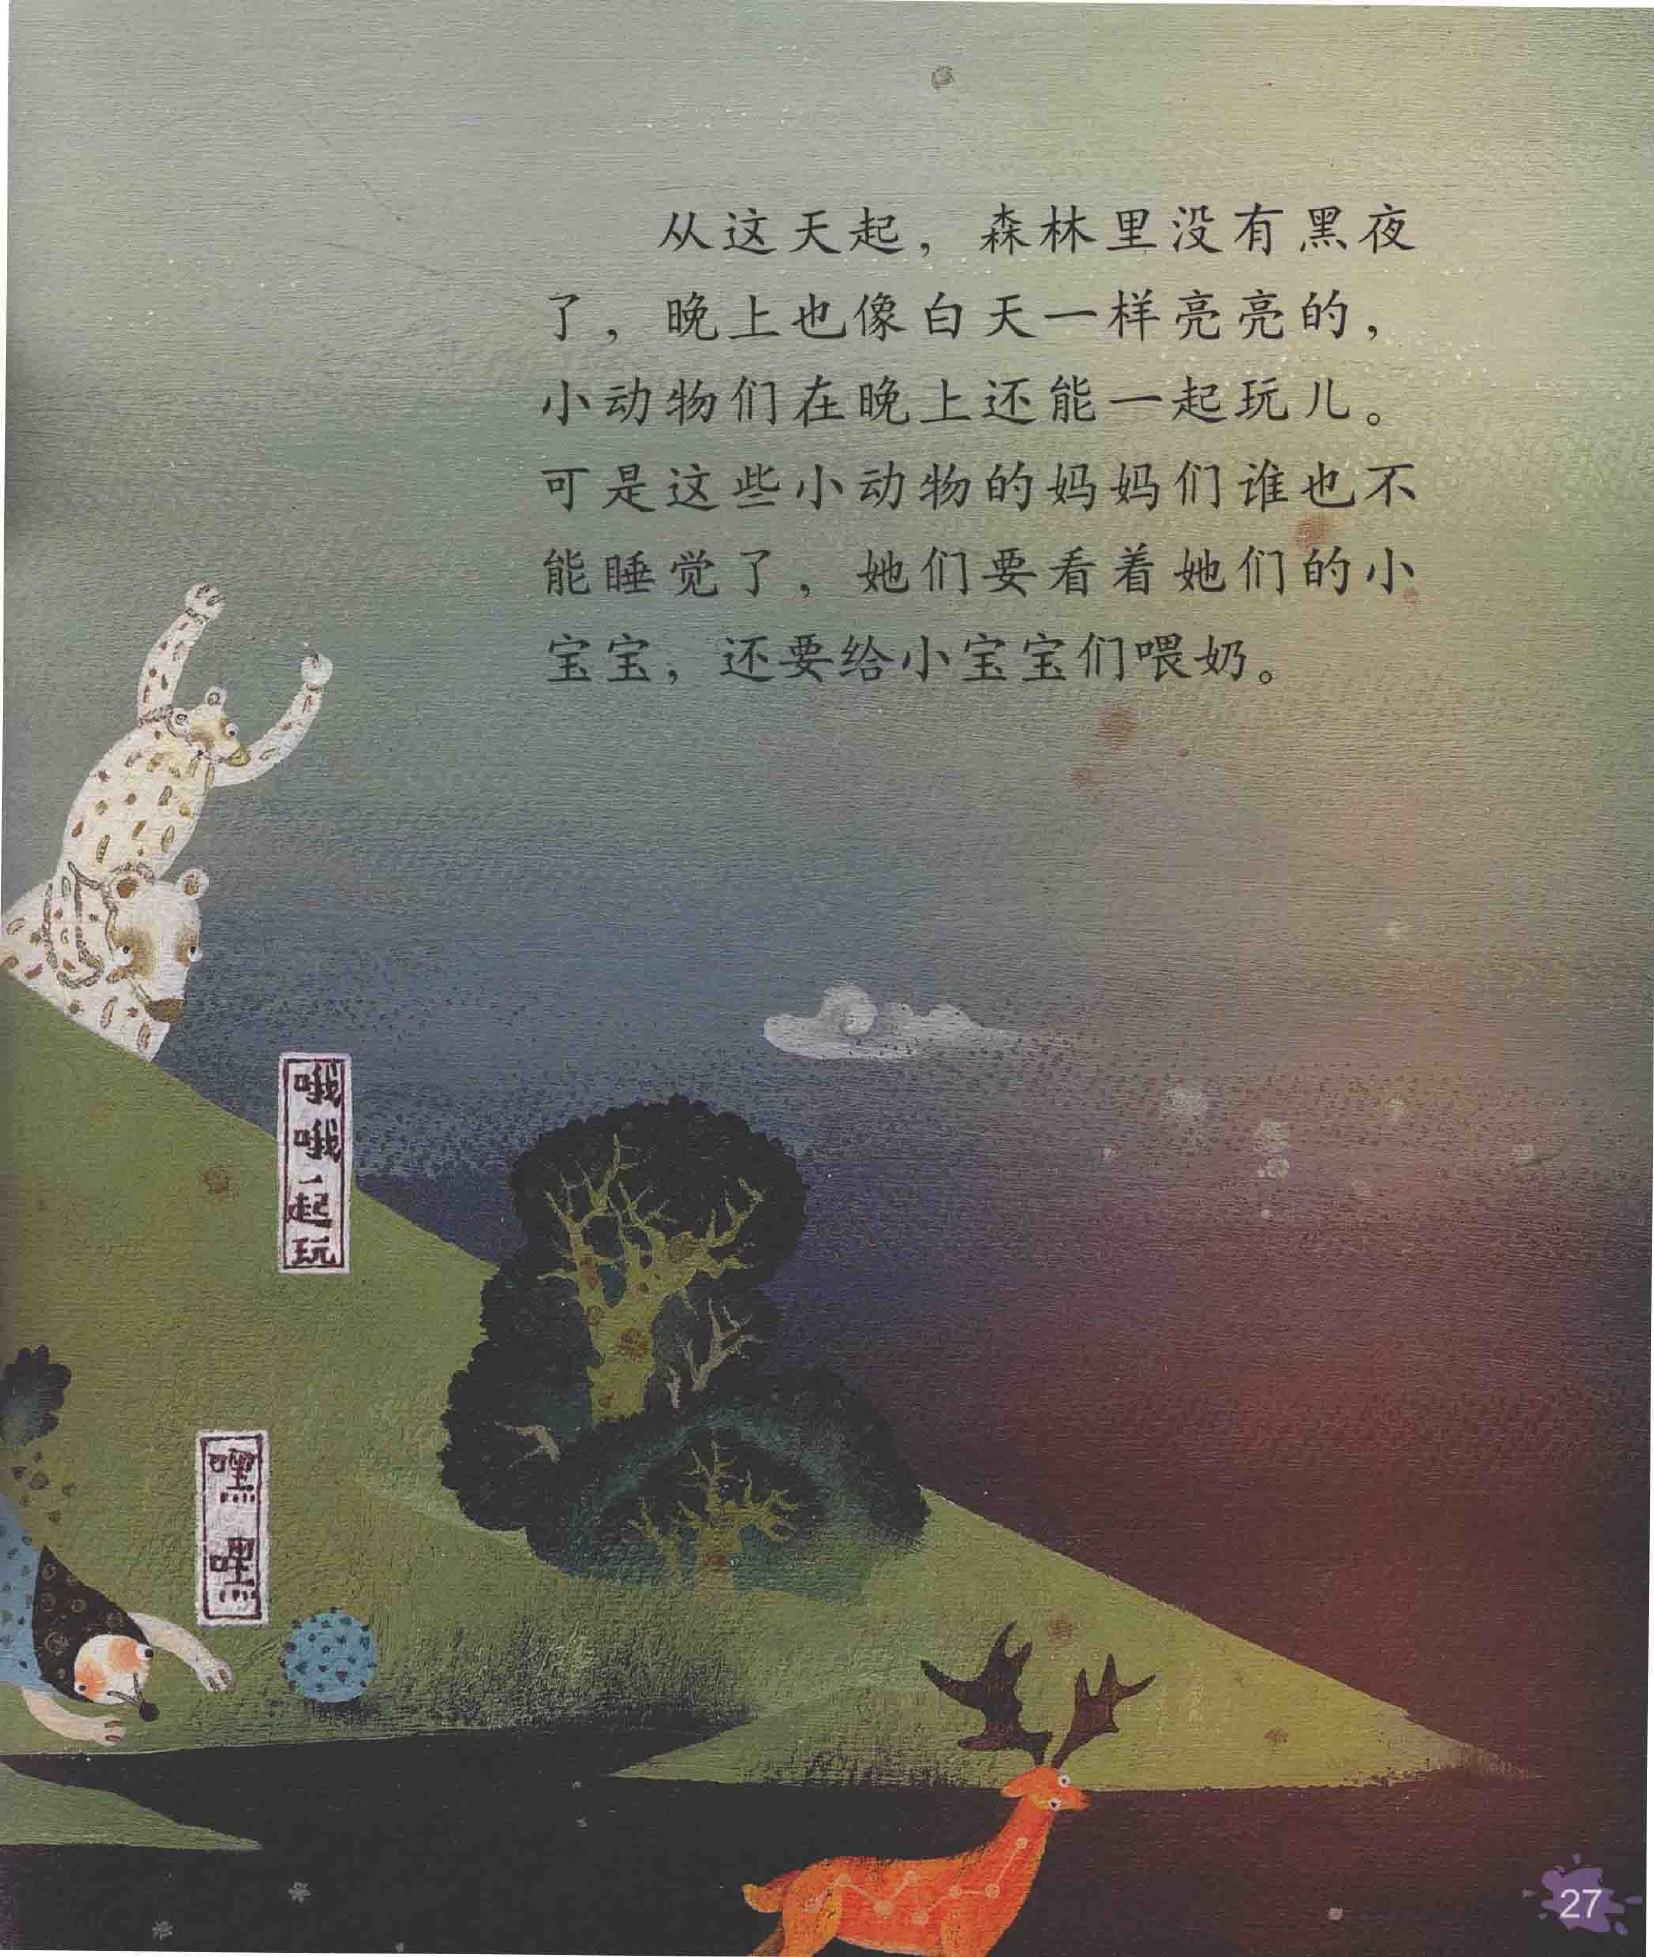 从这天起，森林里没有黑夜
了，晚上也像白天一样亮亮的，
小动物们在晚上还能一起玩儿。
可是这些小动物的妈妈们谁也不
能睡觉了，她们要看着她们的小
宝宝，还要给小宝宝们喂奶。
哦哦一起玩
嘿嘿
27